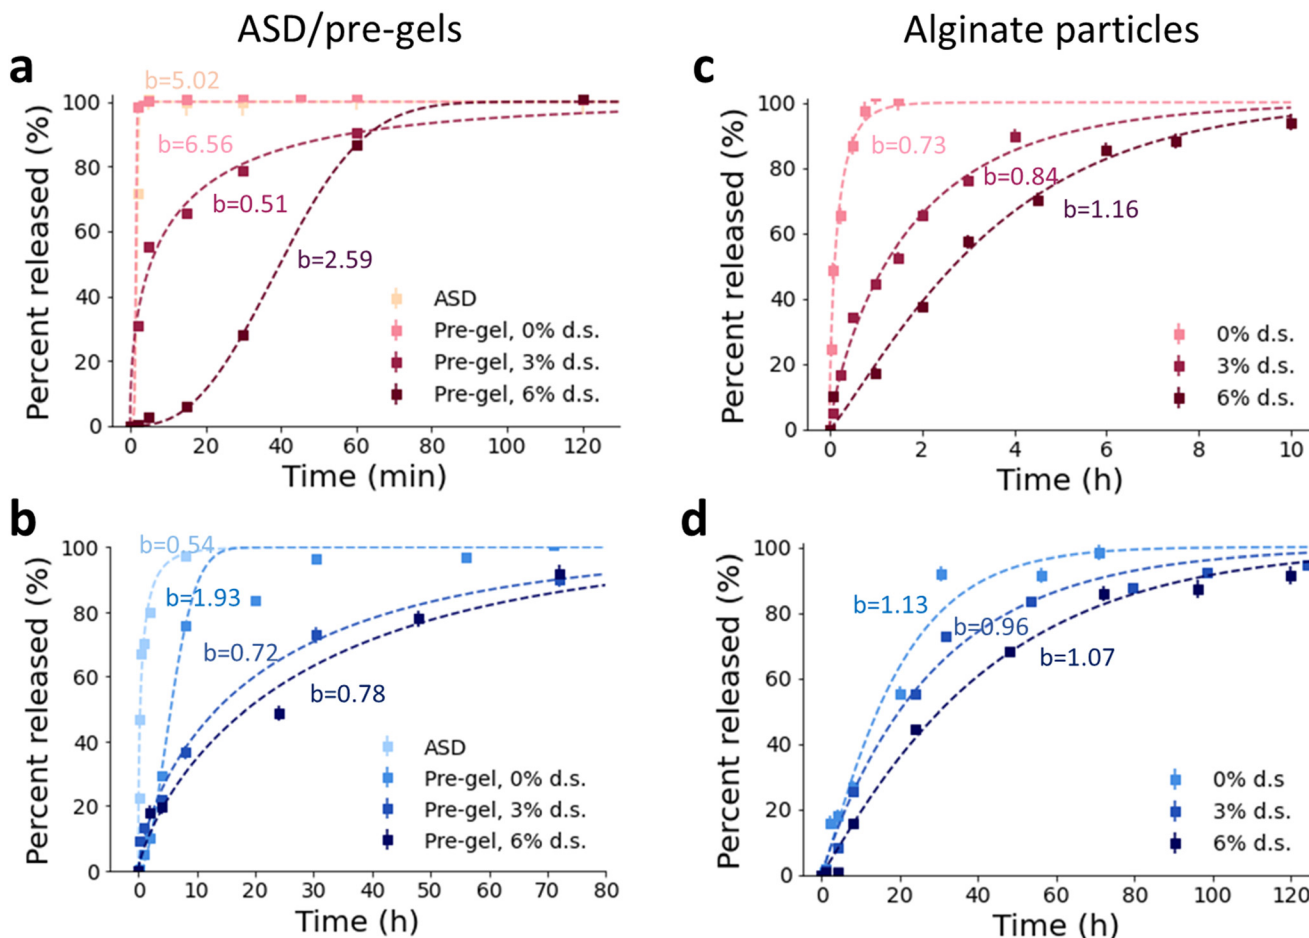 ASD/pre-gels
Alginate particles
a
b=5.02
100
80
60
40
20
0
Percent released (%)
b=6.56
b=0.51
b=2.59
ASD
Pre-gel, 0% d.s.
Pre-gel, 3% d.s.
Pre-gel, 6% d.s.
0 20 40 60 80 100 120
Time (min)
c
100
80
60
40
20
0
Percent released (%)
b=0.73
b=0.84
b=1.16
0% d.s.
3% d.s.
6% d.s.
0 2 4 6 8 10
Time (h)
b
100
80
60
40
20
0
Percent released (%)
b=0.54
b=1.93
b=0.72
b=0.78
ASD
Pre-gel, 0% d.s.
Pre-gel, 3% d.s.
Pre-gel, 6% d.s.
0 10 20 30 40 50 60 70 80
Time (h)
d
100
80
60
40
20
0
Percent released (%)
b=1.13
b=0.96
b=1.07
0% d.s
3% d.s.
6% d.s.
0 20 40 60 80 100 120
Time (h)